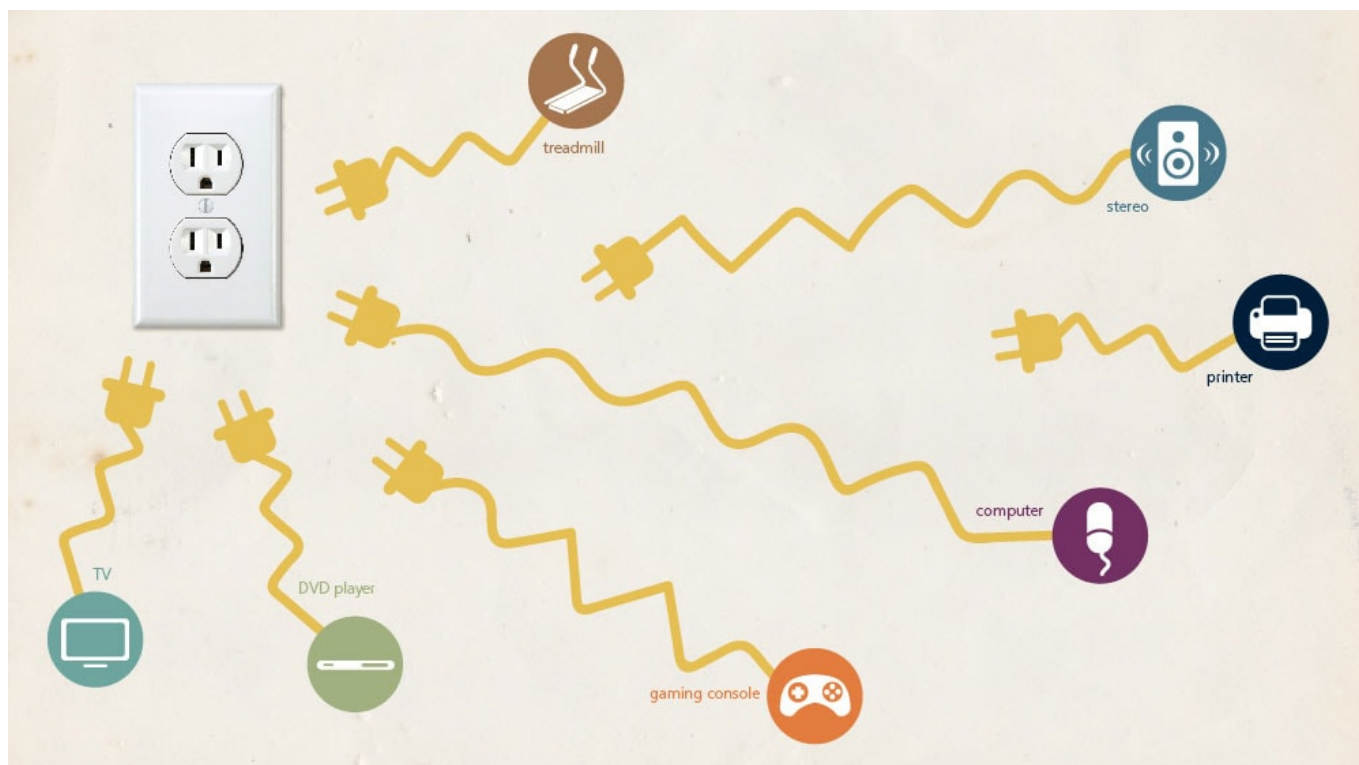 treadmill
stereo
printer
computer
TV
DVD player
gaming console